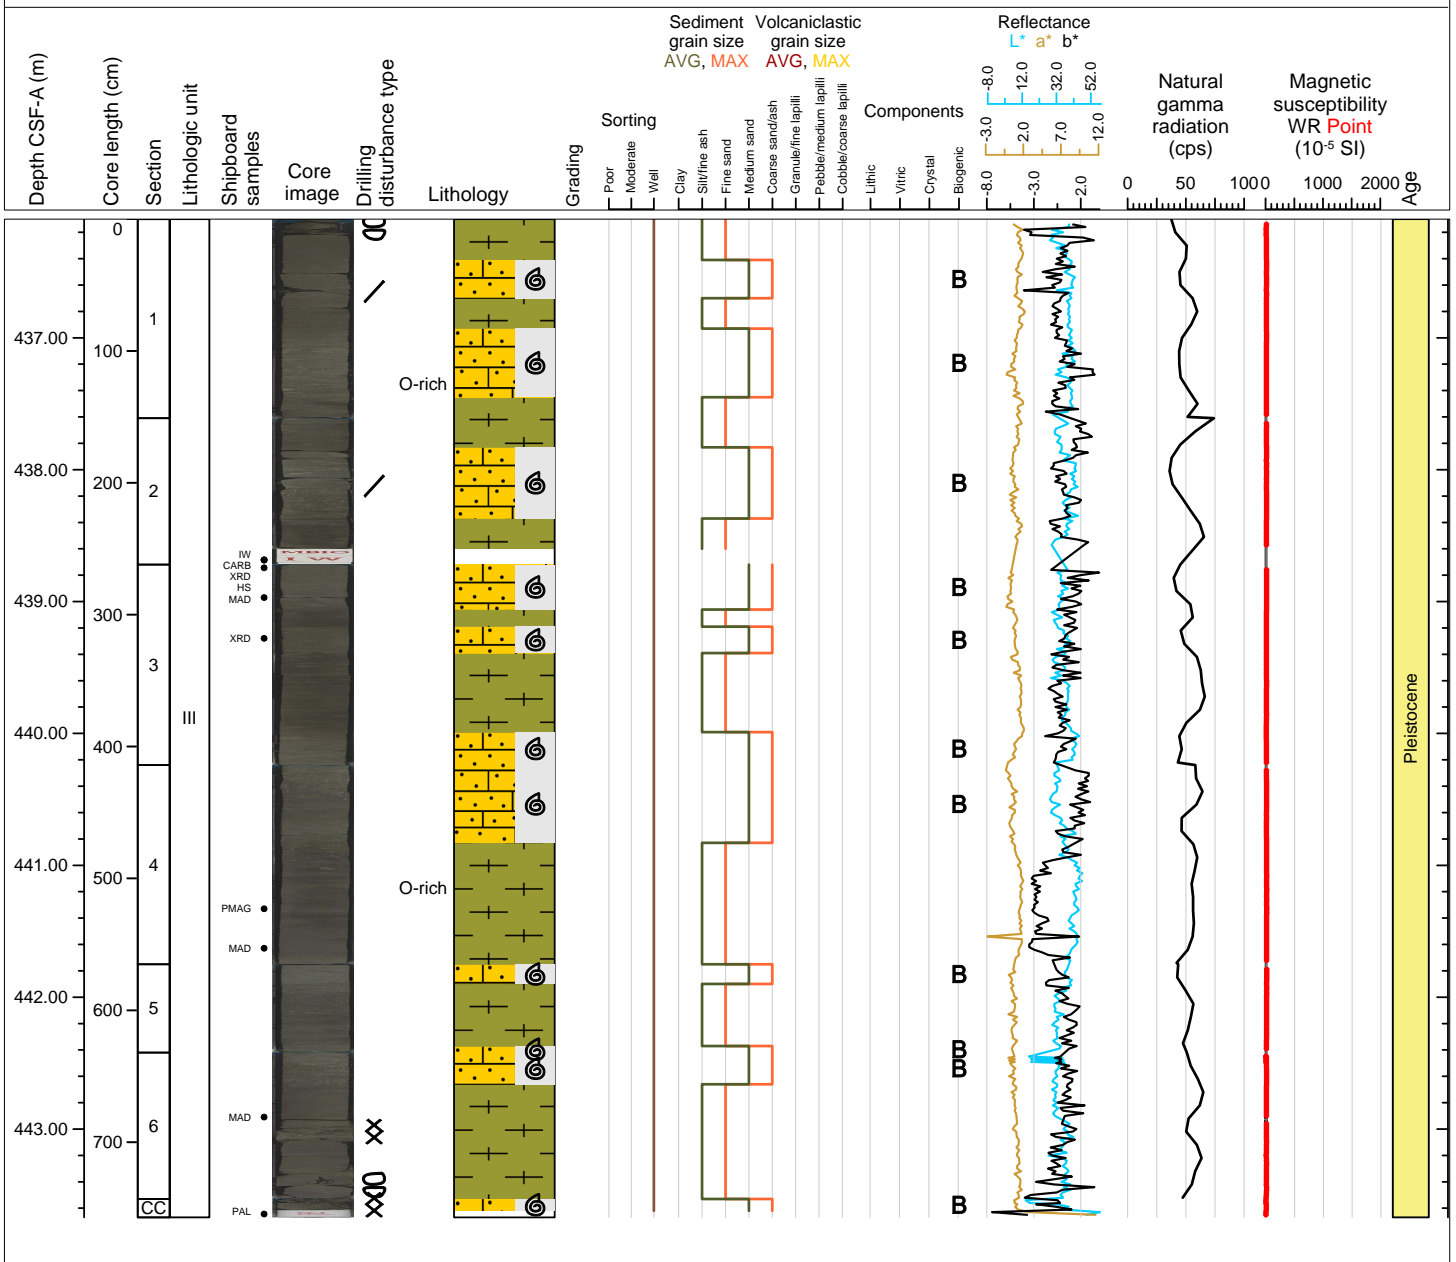 Depth CSF-A (m)
Core length (cm)
Section
Lithologic unit
Shipboard
samples
Core
image
Drilling
disturbance type
Lithology
Grading
Sorting
Poor
Moderate
Well
Sediment
grain size
AVG, MAX
Volcaniclastic
grain size
AVG, MAX
Clay
Silt/fine ash
Fine sand
Medium sand
Coarse sand/ash
Granule/fine lapilli
Pebble/medium lapilli
Cobble/coarse lapilli
Components
Lithic
Vitric
Crystal
Biogenic
Reflectance
L* a* b*
-8.0 12.0 32.0 52.0
-3.0 2.0 7.0 12.0
-8.0 -3.0 2.0
Natural
gamma
radiation
(cps)
0 50 100
Magnetic
susceptibility
WR Point
(10-5 SI)
0 1000 2000
Age
0
437.00
100
1
438.00
200
2
439.00
300
3
440.00
400
441.00
500
4
442.00
600
5
443.00
700
6
CC
III
IW
CARB
XRD
HS
MAD
XRD
PMAG
MAD
MAD
PAL
MBIO
IW
PAL
O-rich
O-rich
B
B
B
B
B
B
B
B
B
B
B
Pleistocene